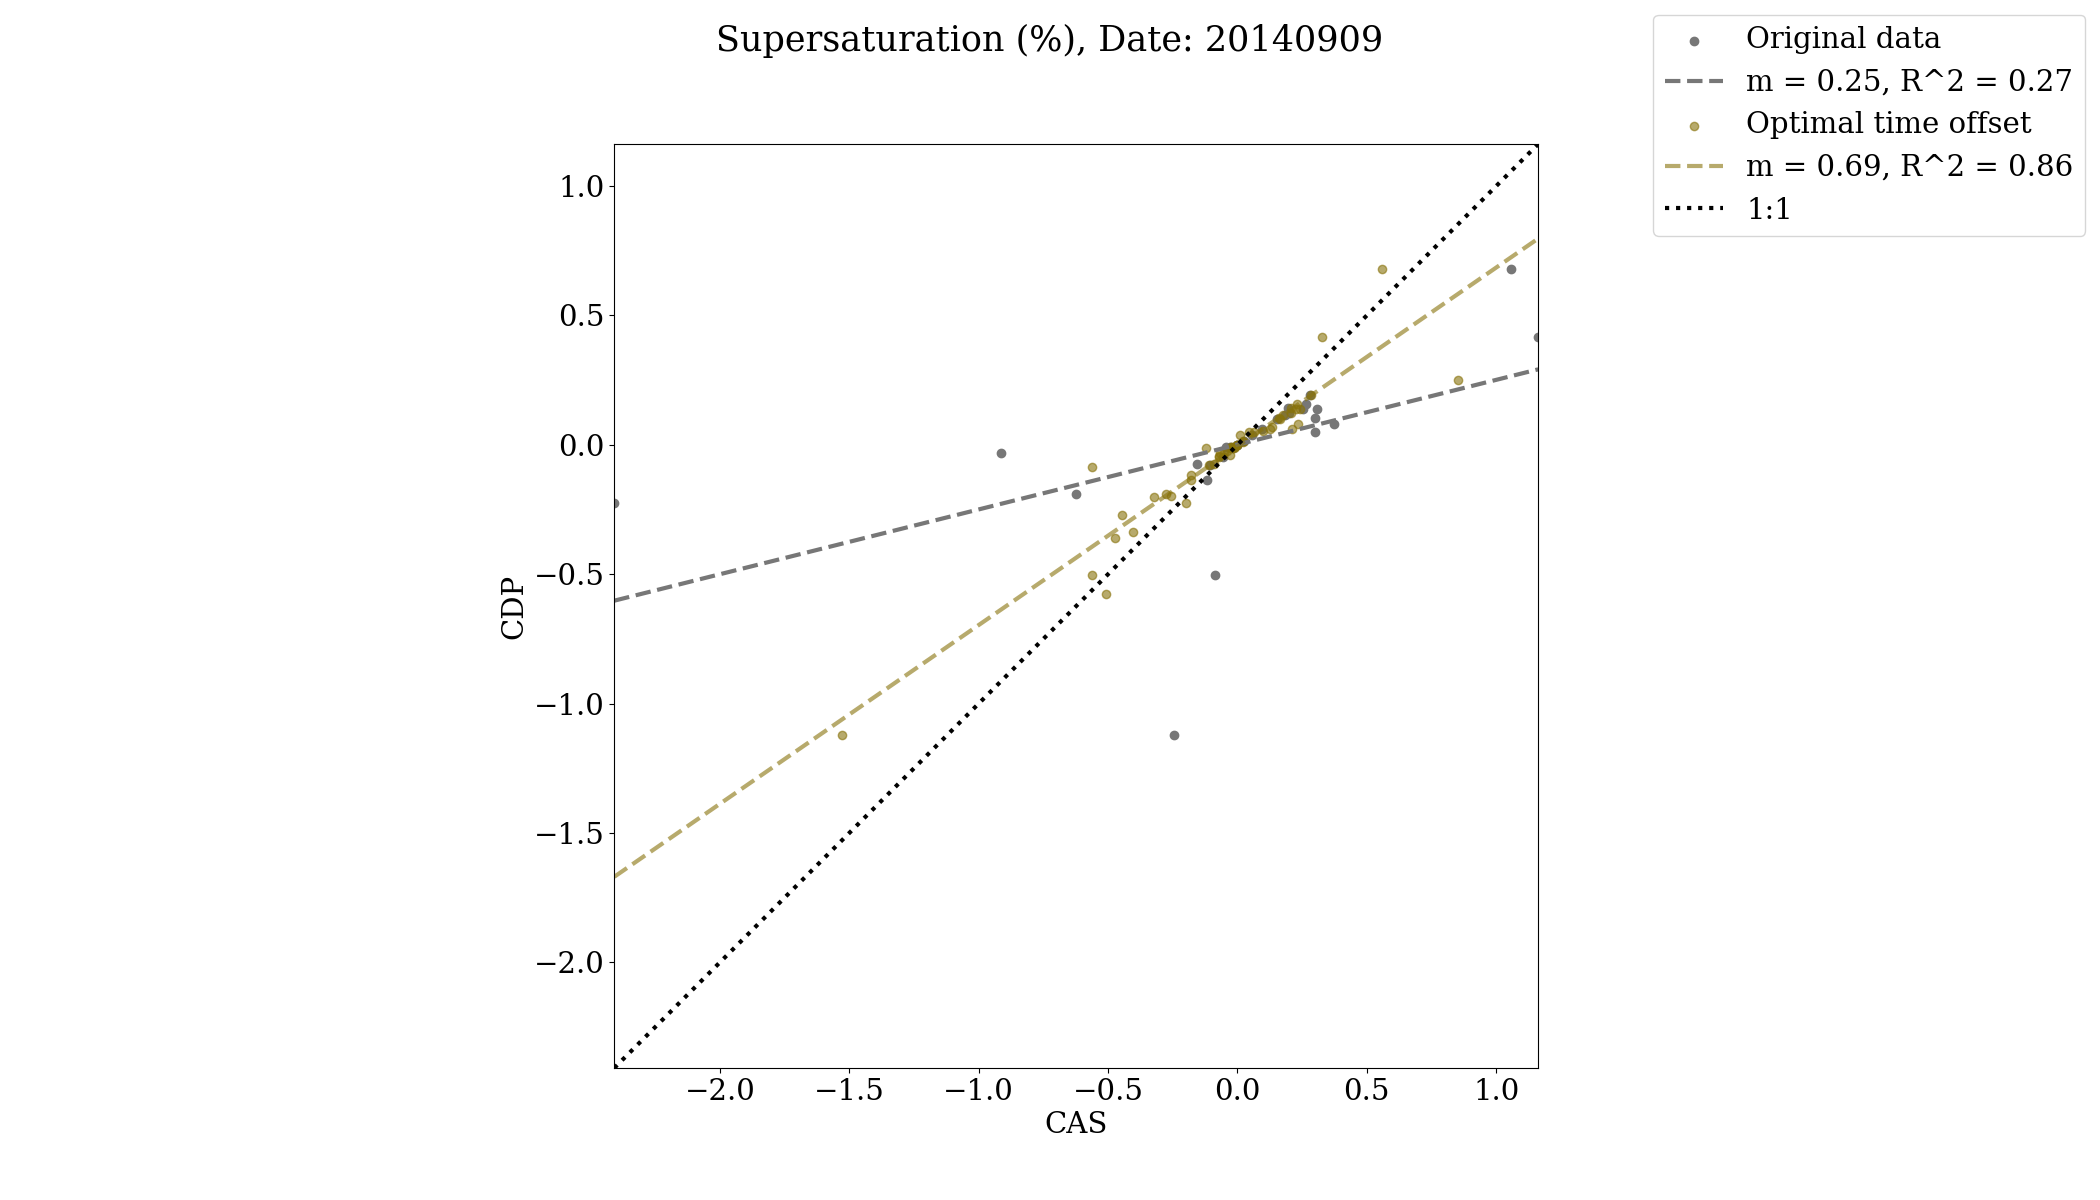 Supersaturation (%), Date: 20140909
Original data
m = 0.25, R^2 = 0.27
Optimal time offset
m = 0.69, R^2 = 0.86
1:1
1.0
0.5
0.0
−0.5
−1.0
−1.5
−2.0
CDP
−2.0 −1.5 −1.0 −0.5 0.0 0.5 1.0
CAS